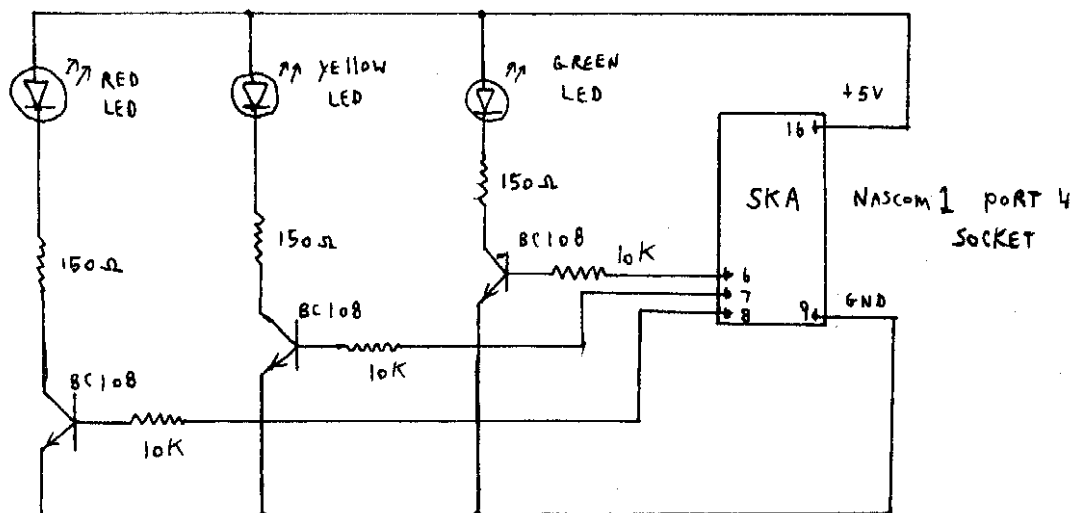 RED
LED
YELLOW
LED
GREEN
LED
+5V
16
SKA
NASCOM 1 PORT 4
SOCKET
150Ω
150Ω
150Ω
BC108
10K
6
7
8
9
GND
BC108
10K
BC108
10K